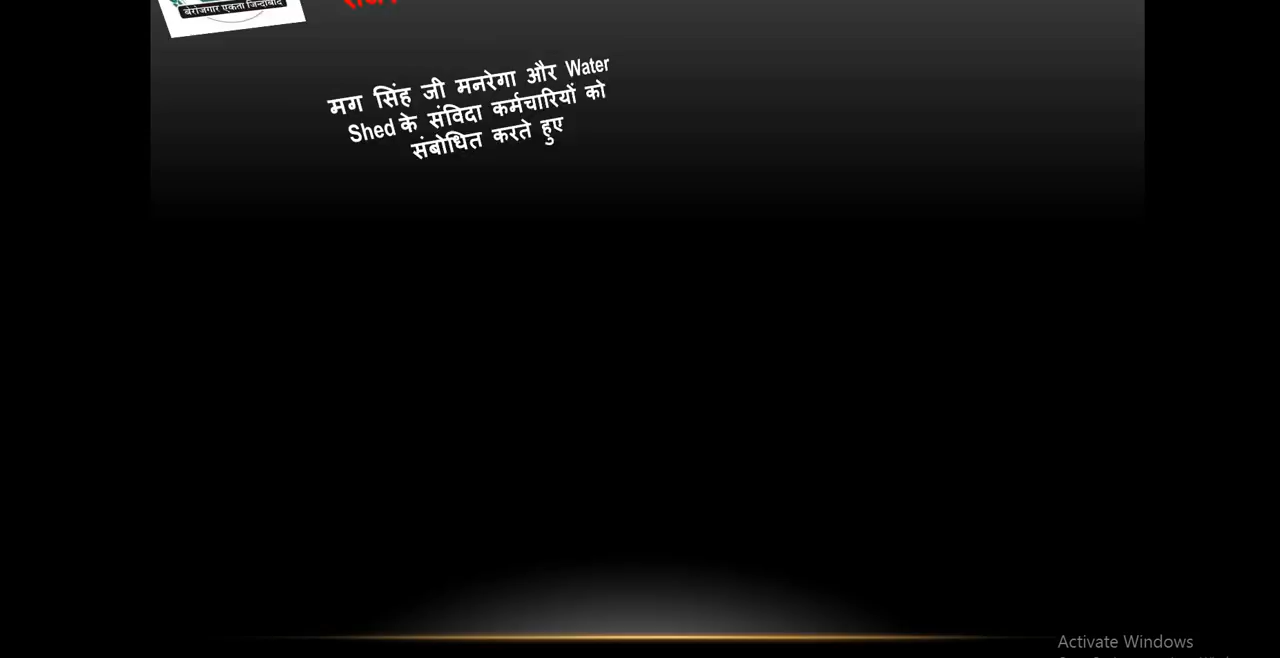 बेरोजगार एकता जिन्दाबाद
मग सिंह जी मनरेगा और Water
Shed के संविदा कर्मचारियों को
संबोधित करते हुए
Activate Windows